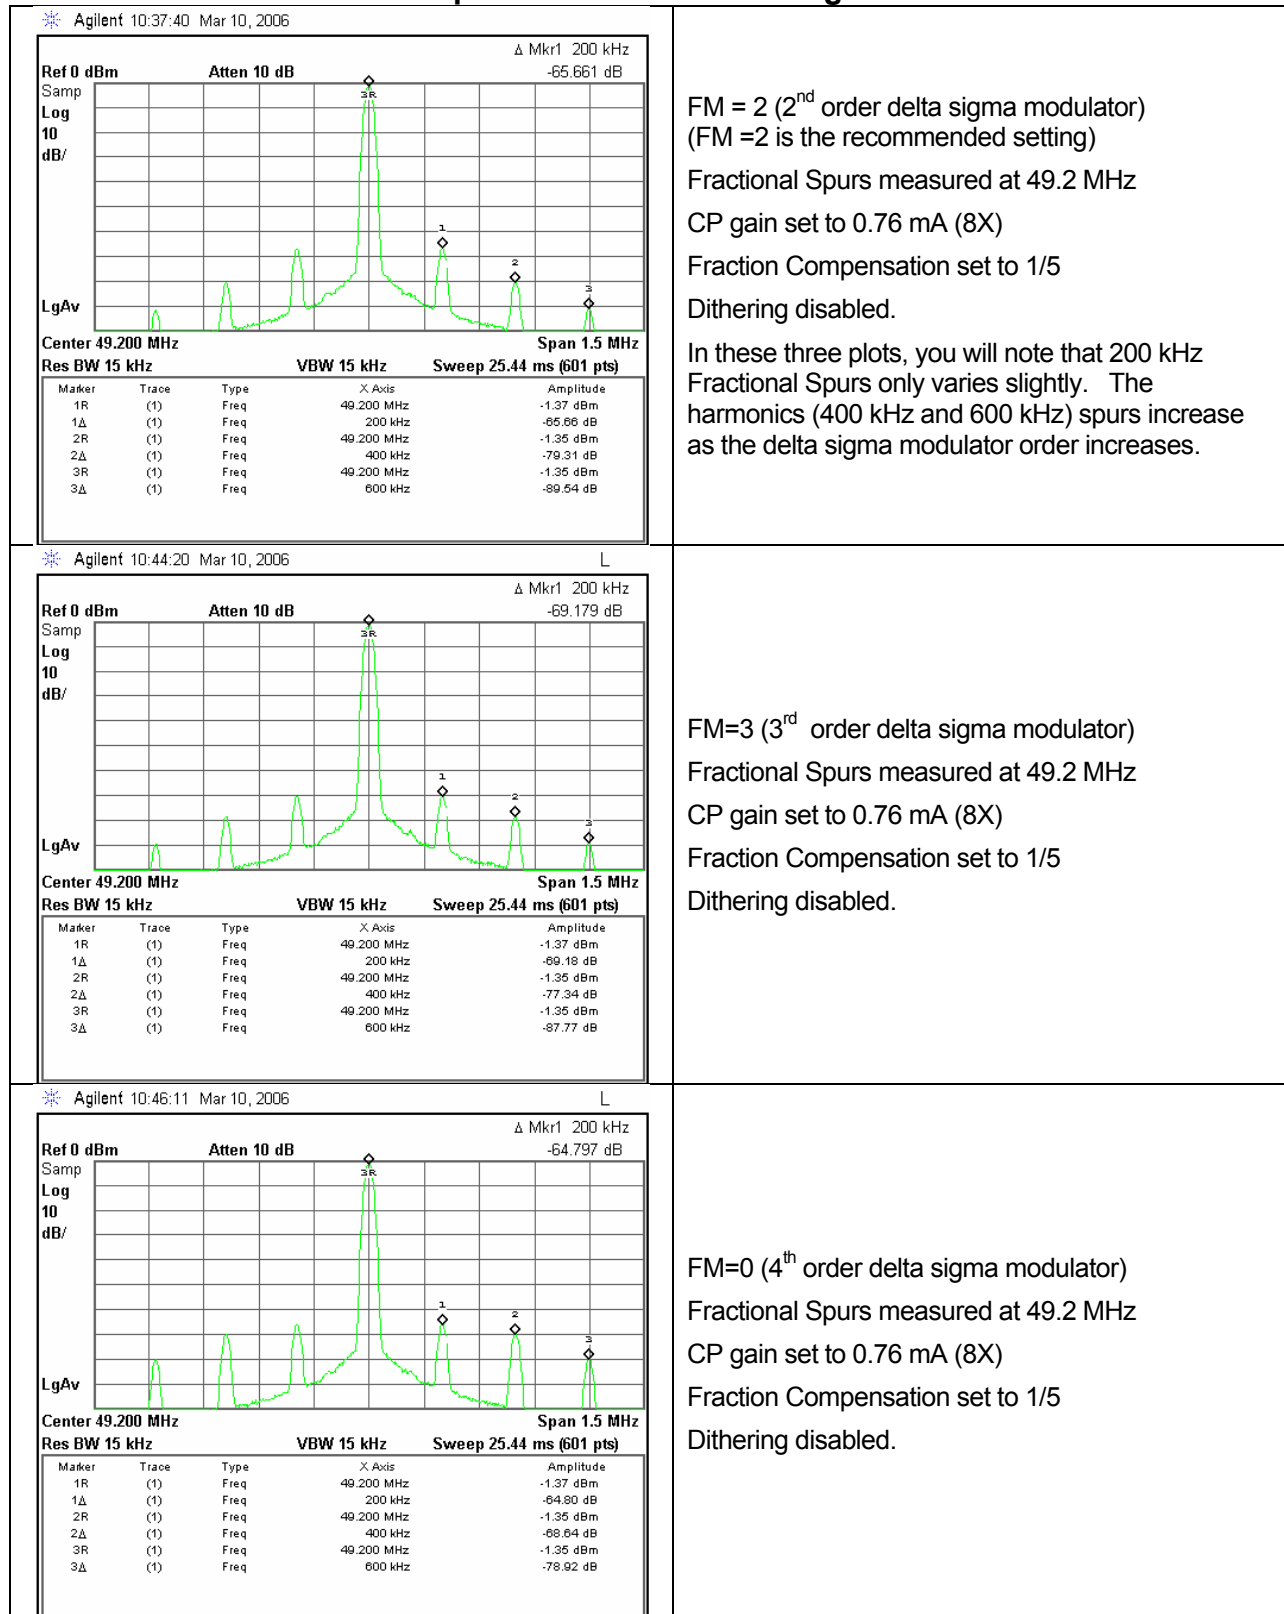 Agilent 10:37:40 Mar 10, 2006
Δ Mkr1 200 kHz
Ref 0 dBm Atten 10 dB -65.661 dB
Samp
Log
10
dB/
3R
1
2
3
LgAv
Center 49.200 MHz Span 1.5 MHz
Res BW 15 kHz VBW 15 kHz Sweep 25.44 ms (601 pts)
Marker Trace Type X Axis Amplitude
1R (1) Freq 49.200 MHz -1.37 dBm
1Δ (1) Freq 200 kHz -65.66 dB
2R (1) Freq 49.200 MHz -1.35 dBm
2Δ (1) Freq 400 kHz -79.31 dB
3R (1) Freq 49.200 MHz -1.35 dBm
3Δ (1) Freq 600 kHz -89.54 dB
FM = 2 (2nd order delta sigma modulator)
(FM =2 is the recommended setting)
Fractional Spurs measured at 49.2 MHz
CP gain set to 0.76 mA (8X)
Fraction Compensation set to 1/5
Dithering disabled.
In these three plots, you will note that 200 kHz
Fractional Spurs only varies slightly. The
harmonics (400 kHz and 600 kHz) spurs increase
as the delta sigma modulator order increases.
Agilent 10:44:20 Mar 10, 2006 L
Δ Mkr1 200 kHz
Ref 0 dBm Atten 10 dB -69.179 dB
Samp
Log
10
dB/
3R
1
2
3
LgAv
Center 49.200 MHz Span 1.5 MHz
Res BW 15 kHz VBW 15 kHz Sweep 25.44 ms (601 pts)
Marker Trace Type X Axis Amplitude
1R (1) Freq 49.200 MHz -1.37 dBm
1Δ (1) Freq 200 kHz -69.18 dB
2R (1) Freq 49.200 MHz -1.35 dBm
2Δ (1) Freq 400 kHz -77.34 dB
3R (1) Freq 49.200 MHz -1.35 dBm
3Δ (1) Freq 600 kHz -87.77 dB
FM=3 (3rd order delta sigma modulator)
Fractional Spurs measured at 49.2 MHz
CP gain set to 0.76 mA (8X)
Fraction Compensation set to 1/5
Dithering disabled.
Agilent 10:46:11 Mar 10, 2006 L
Δ Mkr1 200 kHz
Ref 0 dBm Atten 10 dB -64.797 dB
Samp
Log
10
dB/
3R
1
2
3
LgAv
Center 49.200 MHz Span 1.5 MHz
Res BW 15 kHz VBW 15 kHz Sweep 25.44 ms (601 pts)
Marker Trace Type X Axis Amplitude
1R (1) Freq 49.200 MHz -1.37 dBm
1Δ (1) Freq 200 kHz -64.80 dB
2R (1) Freq 49.200 MHz -1.35 dBm
2Δ (1) Freq 400 kHz -68.64 dB
3R (1) Freq 49.200 MHz -1.35 dBm
3Δ (1) Freq 600 kHz -78.92 dB
FM=0 (4th order delta sigma modulator)
Fractional Spurs measured at 49.2 MHz
CP gain set to 0.76 mA (8X)
Fraction Compensation set to 1/5
Dithering disabled.